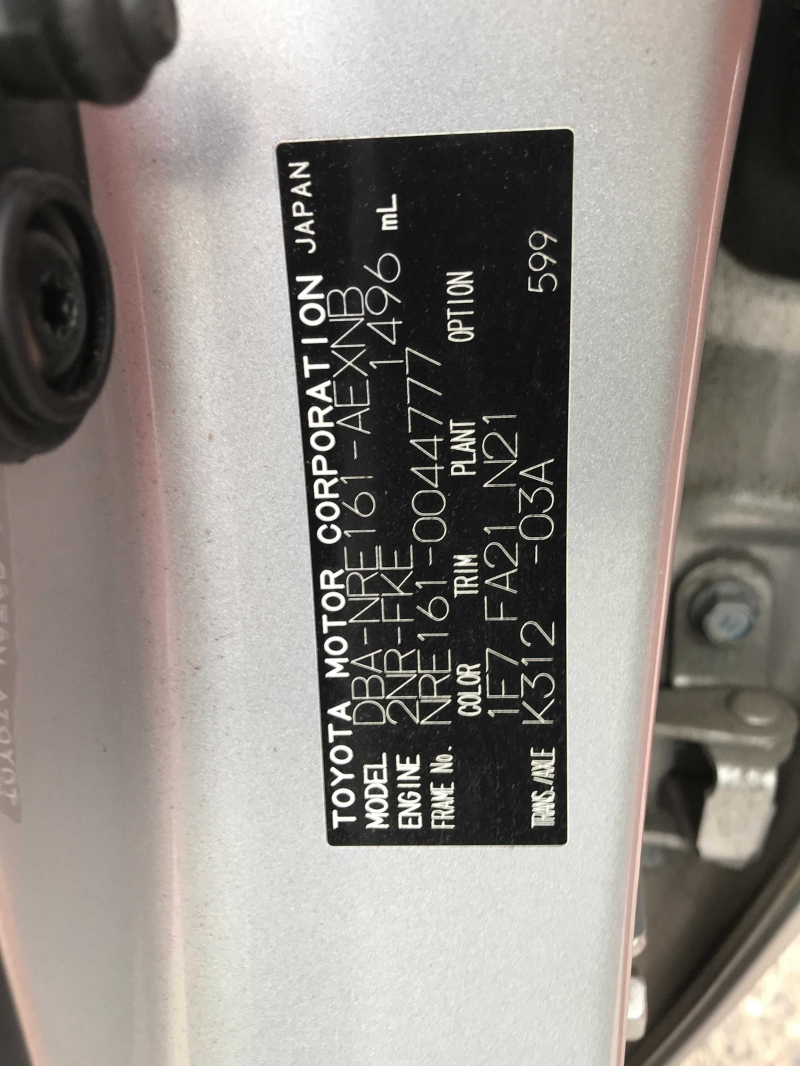 TOYOTA MOTOR CORPORATION JAPAN
MODEL DBA-NRE161-AEXNB
ENGINE 2NR-FKE 1496 mL
FRAME No. NRE161-0044777
COLOR TRIM PLANT OPTION
1F7 FA21 N21
TRANS./AXLE K312 -03A 599